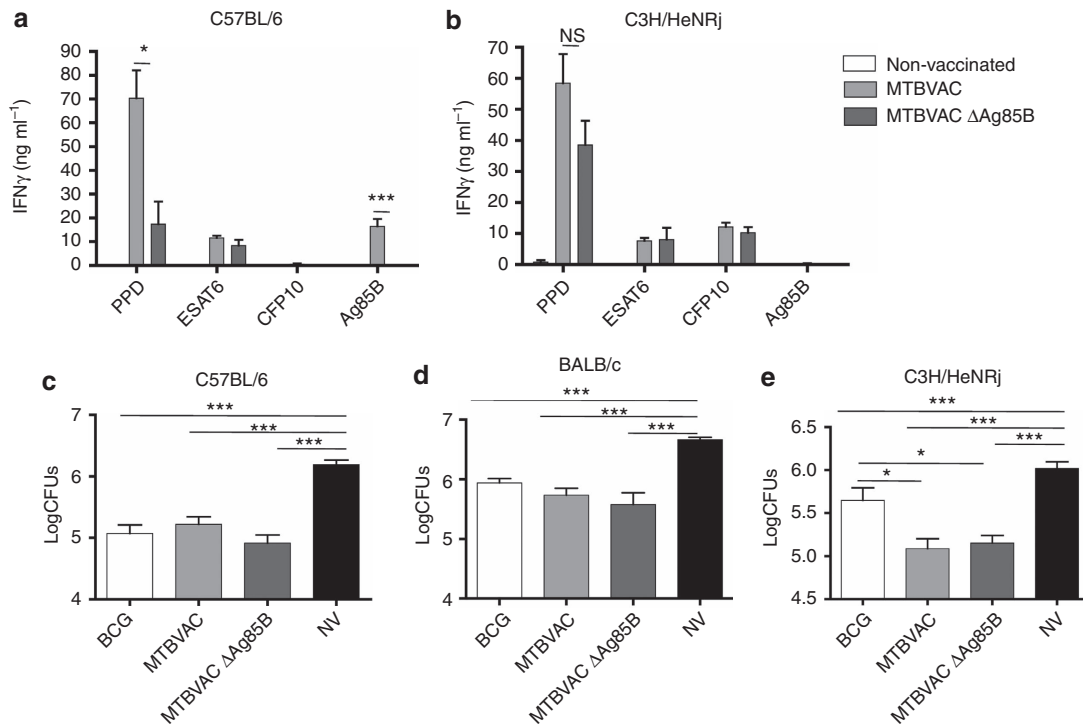 a
C57BL/6
*
***
IFNγ (ng ml⁻¹)
90
80
70
60
50
40
30
20
10
0
PPD
ESAT6
CFP10
Ag85B
b
C3H/HeNRj
NS
IFNγ (ng ml⁻¹)
70
60
50
40
30
20
10
0
PPD
ESAT6
CFP10
Ag85B
Non-vaccinated
MTBVAC
MTBVAC ΔAg85B
c
C57BL/6
***
***
***
LogCFUs
7
6
5
4
BCG
MTBVAC
MTBVAC ΔAg85B
NV
d
BALB/c
***
***
***
LogCFUs
7
6
5
4
BCG
MTBVAC
MTBVAC ΔAg85B
NV
e
C3H/HeNRj
***
***
***
*
*
LogCFUs
6.5
6.0
5.5
5.0
4.5
BCG
MTBVAC
MTBVAC ΔAg85B
NV